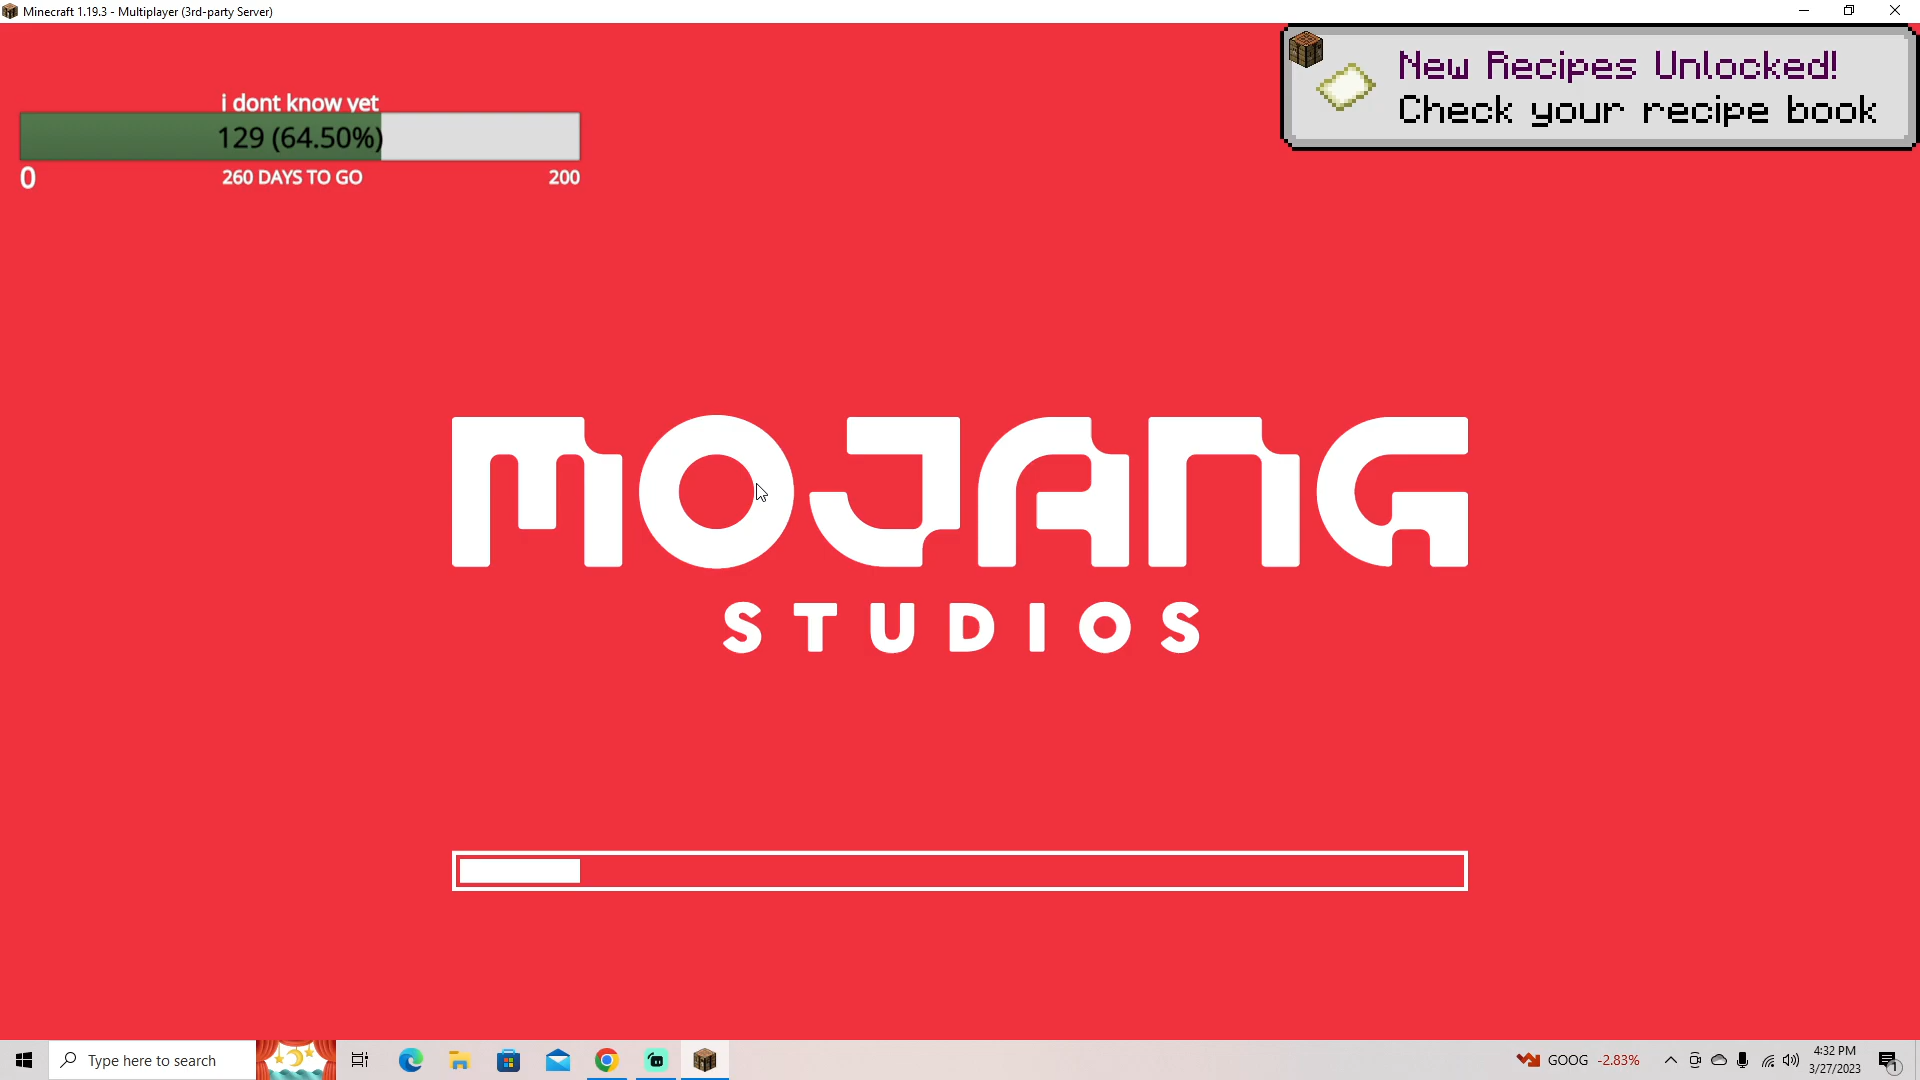 Minecraft 1.19.3 - Multiplayer (3rd-party Server)
New Recipes Unlocked!
Check your recipe book
i dont know yet
129 (64.50%)
0
260 DAYS TO GO
200
MOJANG
STUDIOS
Type here to search
GOOG -2.83%
4:32 PM
3/27/2023
1